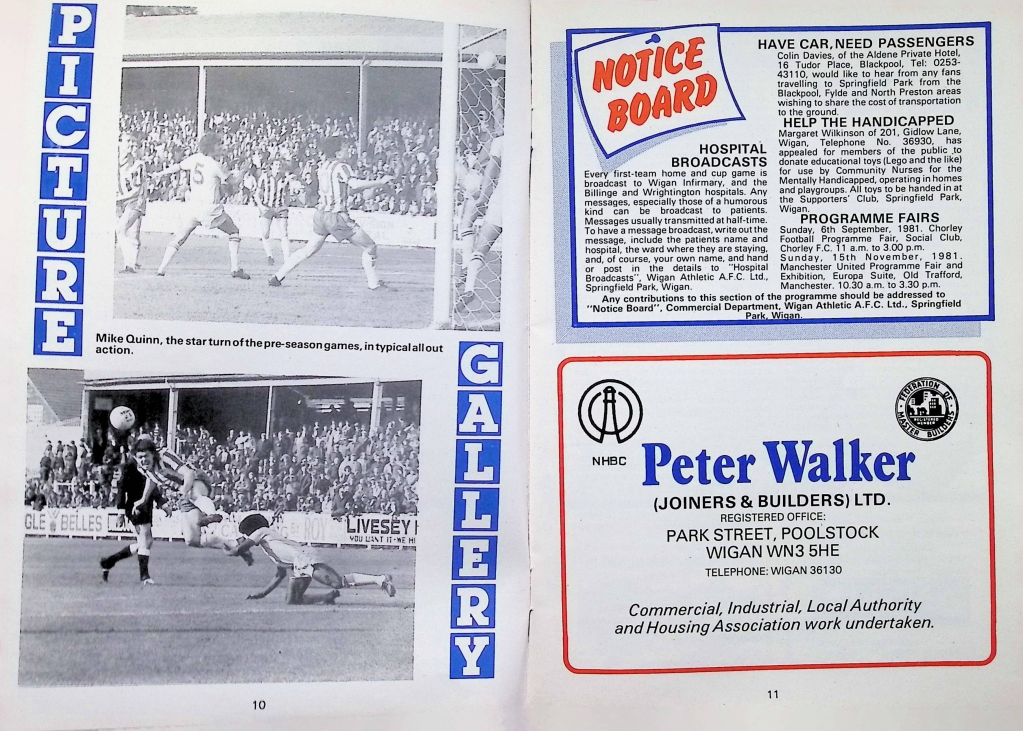 PICTURE
Mike Quinn, the star turn of the pre-season games, in typical all out
action.
GALLERY
5
GLE
BELLES
LIVESEY
YOU WANT IT-WE
10
NOTICE
BOARD
HOSPITAL
BROADCASTS
Every first-team home and cup game is
broadcast to Wigan Infirmary, and the
Billinge and Wrightington hospitals. Any
messages, especially those of a humorous
kind can be broadcast to patients.
Messages usually transmitted at half-time.
To have a message broadcast, write out the
message, include the patients name and
hospital, the ward where they are staying,
and, of course, your own name, and hand
or post in the details to "Hospital
Broadcasts", Wigan Athletic A.F.C. Ltd.,
Springfield Park, Wigan.
HAVE CAR, NEED PASSENGERS
Colin Davies, of the Aldene Private Hotel,
16 Tudor Place, Blackpool, Tel: 0253-
43110, would like to hear from any fans
travelling to Springfield Park from the
Blackpool, Fylde and North Preston areas
wishing to share the cost of transportation
to the ground.
HELP THE HANDICAPPED
Margaret Wilkinson of 201, Gidlow Lane,
Wigan, Telephone No. 36930, has
appealed for members of the public to
donate educational toys (Lego and the like)
for use by Community Nurses for the
Mentally Handicapped, operating in homes
and playgroups. All toys to be handed in at
the Supporters' Club, Springfield Park,
Wigan.
PROGRAMME FAIRS
Sunday, 6th September, 1981. Chorley
Football Programme Fair, Social Club,
Chorley F.C. 11 a.m. to 3.00 p.m.
Sunday, 15th November, 1981.
Manchester United Programme Fair and
Exhibition, Europa Suite, Old Trafford,
Manchester. 10.30 a.m. to 3.30 p.m.
Any contributions to this section of the programme should be addressed to
"Notice Board", Commercial Department, Wigan Athletic A.F.C. Ltd., Springfield
Park, Wigan.
NHBC
FEDERATION OF
MASTER BUILDERS
REGISTERED
MEMBER
Peter Walker
(JOINERS & BUILDERS) LTD.
REGISTERED OFFICE:
PARK STREET, POOLSTOCK
WIGAN WN3 5HE
TELEPHONE: WIGAN 36130
Commercial, Industrial, Local Authority
and Housing Association work undertaken.
11